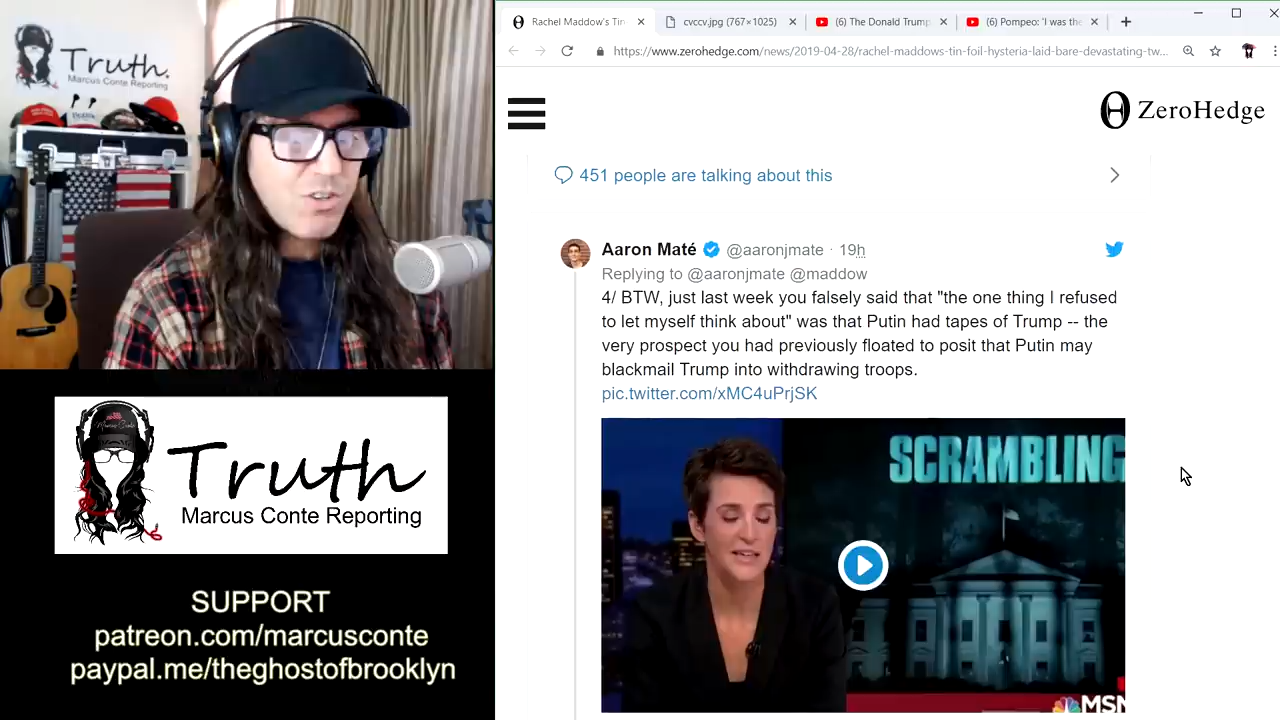 Truth.
Marcus Conte Reporting
Truth
Marcus Conte Reporting
SUPPORT
patreon.com/marcusconte
paypal.me/theghostofbrooklyn
Rachel Maddow's Tin
cvccv.jpg (767×1025)
(6) The Donald Trump
(6) Pompeo: 'I was the
https://www.zerohedge.com/news/2019-04-28/rachel-maddows-tin-foil-hysteria-laid-bare-devastating-tw...
ZeroHedge
451 people are talking about this
Aaron Maté @aaronjmate · 19h
Replying to @aaronjmate @maddow
4/ BTW, just last week you falsely said that "the one thing I refused
to let myself think about" was that Putin had tapes of Trump -- the
very prospect you had previously floated to posit that Putin may
blackmail Trump into withdrawing troops.
pic.twitter.com/xMC4uPrjSK
SCRAMBLING
MSN